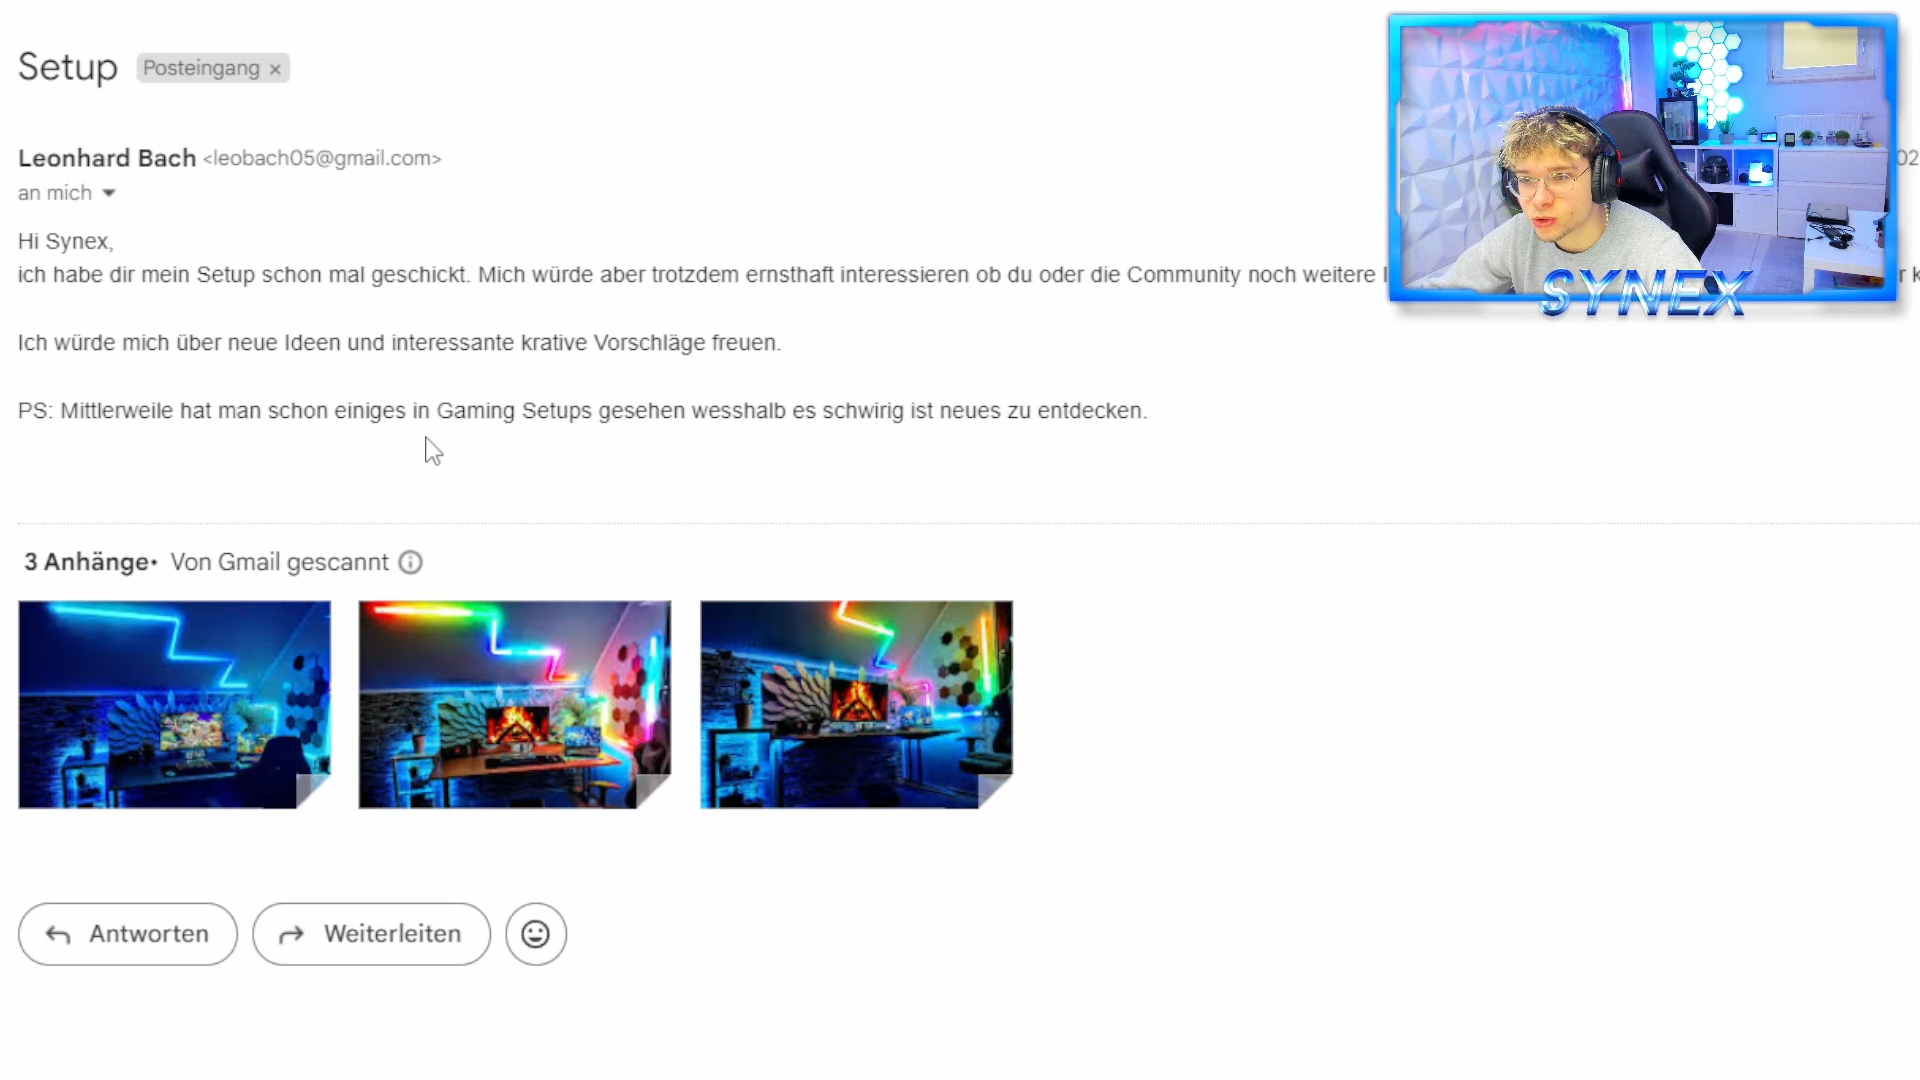 Setup Posteingang ×
Leonhard Bach <leobach05@gmail.com>
an mich
Hi Synex,
ich habe dir mein Setup schon mal geschickt. Mich würde aber trotzdem ernsthaft interessieren ob du oder die Community noch weitere
Ich würde mich über neue Ideen und interessante krative Vorschläge freuen.
PS: Mittlerweile hat man schon einiges in Gaming Setups gesehen wesshalb es schwirig ist neues zu entdecken.
3 Anhänge • Von Gmail gescannt
Antworten Weiterleiten
SYNEX